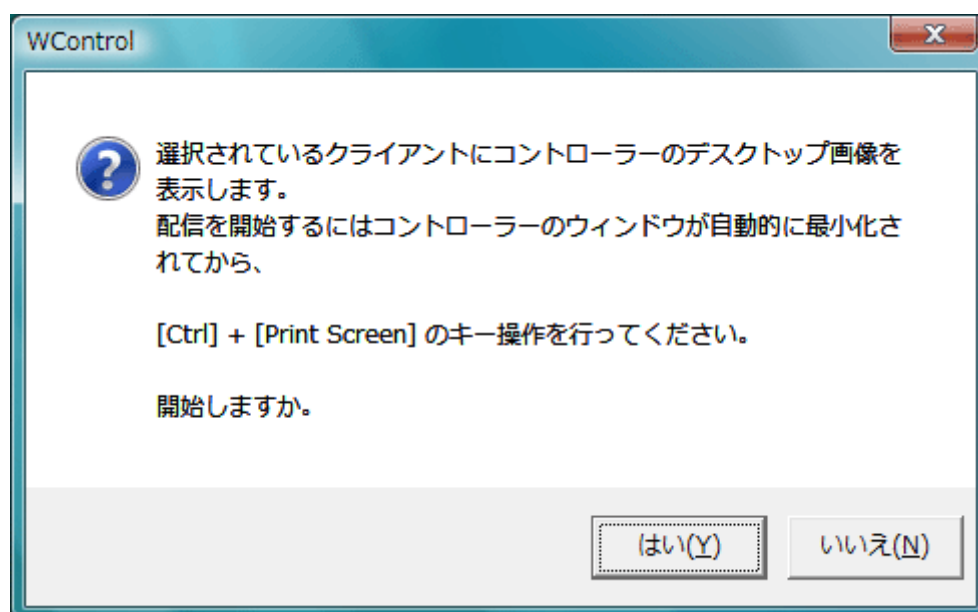 WControl
選択されているクライアントにコントローラーのデスクトップ画像を
表示します。
配信を開始するにはコントローラーのウィンドウが自動的に最小化さ
れてから、
[Ctrl] + [Print Screen] のキー操作を行ってください。
開始しますか。
はい(Y)
いいえ(N)